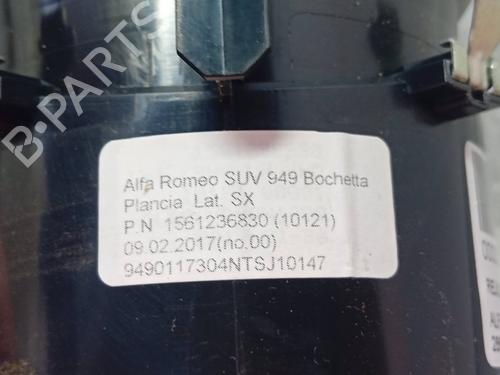 B-PARTS
Alfa Romeo SUV 949 Bochetta
Plancia Lat. SX
P.N 1561236830 (10121)
09.02.2017(no.00)
9490117304NTSJ10147